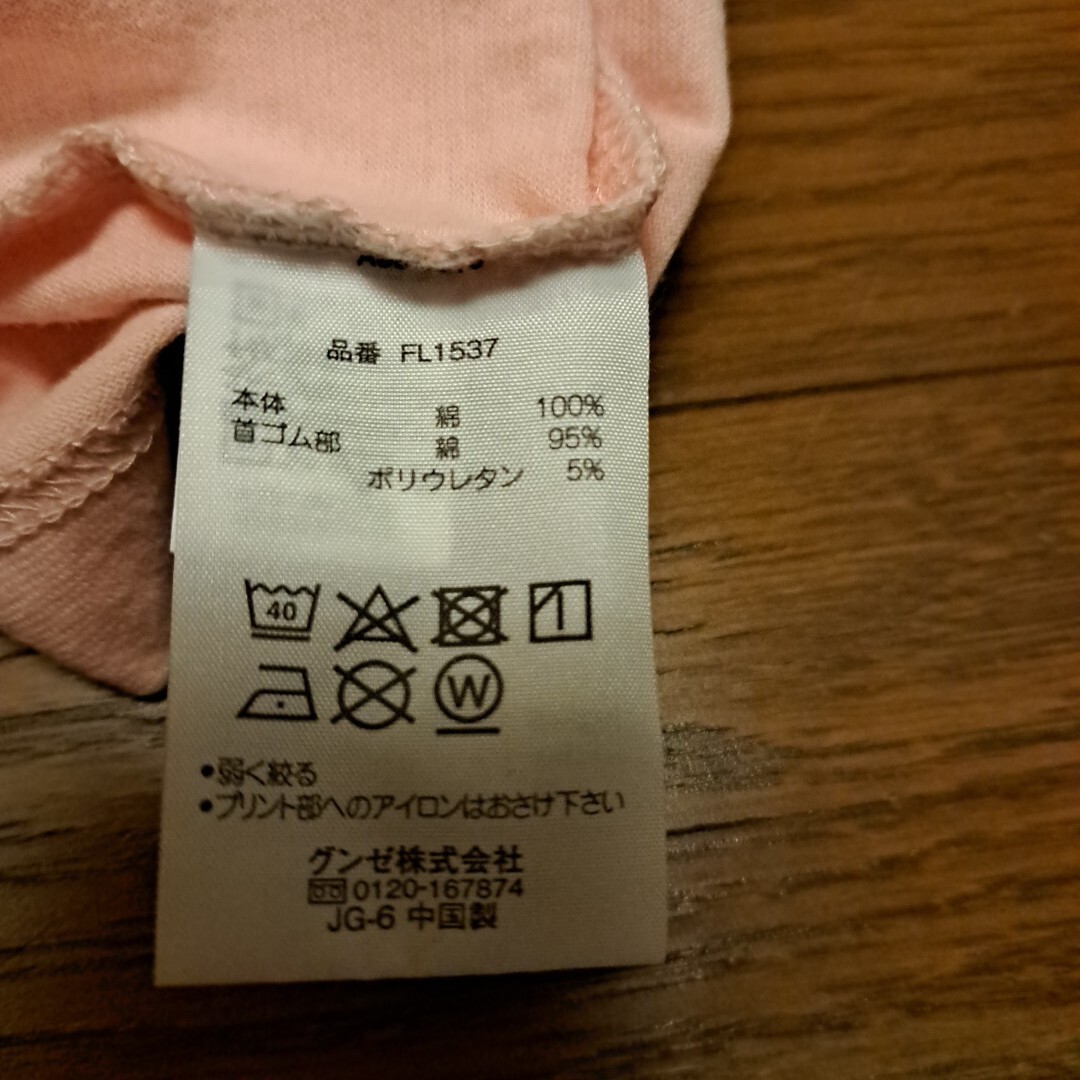 品番 FL1537
本体 綿 100%
首ゴム部 綿 95%
ポリウレタン 5%
40
W
•弱く絞る
•プリント部へのアイロンはおさけ下さい
グンゼ株式会社
0120-167874
JG-6 中国製